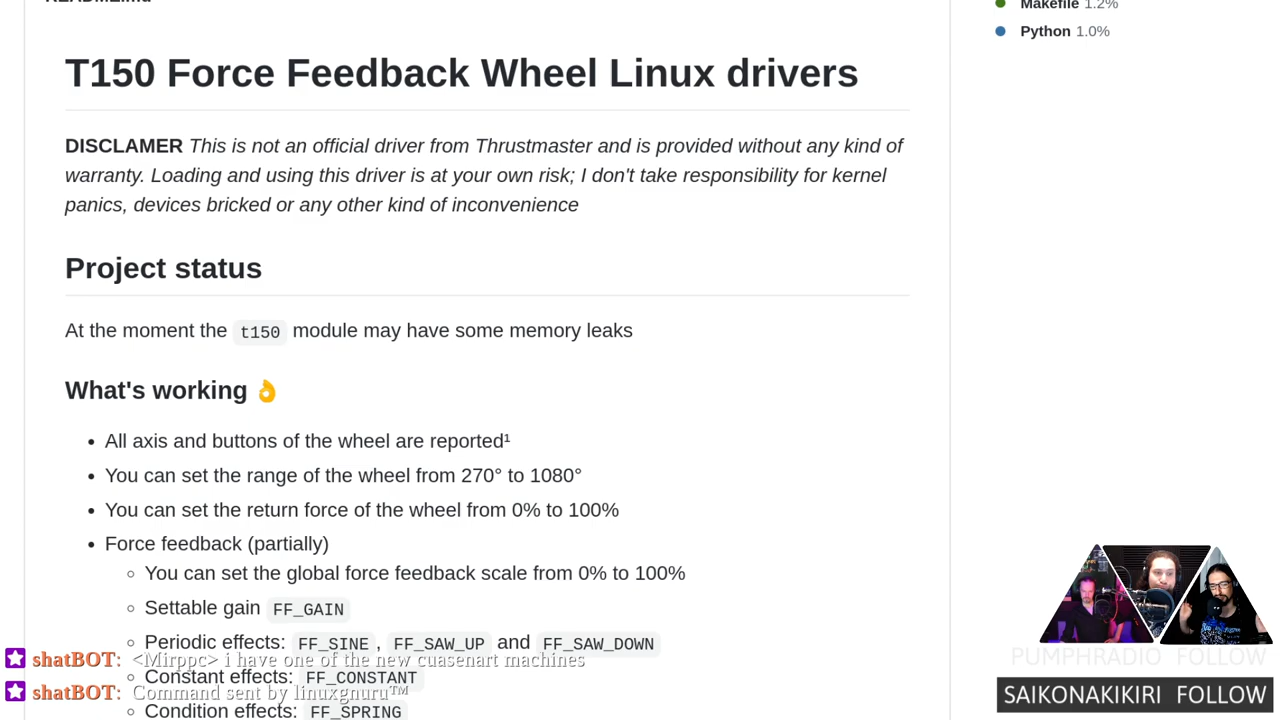 Makefile 1.2%
Python 1.0%
T150 Force Feedback Wheel Linux drivers
DISCLAMER This is not an official driver from Thrustmaster and is provided without any kind of
warranty. Loading and using this driver is at your own risk; I don't take responsibility for kernel
panics, devices bricked or any other kind of inconvenience
Project status
At the moment the t150 module may have some memory leaks
What's working 👌
• All axis and buttons of the wheel are reported¹
• You can set the range of the wheel from 270° to 1080°
• You can set the return force of the wheel from 0% to 100%
• Force feedback (partially)
◦ You can set the global force feedback scale from 0% to 100%
◦ Settable gain FF_GAIN
◦ Periodic effects: FF_SINE , FF_SAW_UP and FF_SAW_DOWN
shatBOT: <Mirppc> i have one of the new cuasenart machines
◦ Constant effects: FF_CONSTANT
shatBOT: Command sent by linuxgnuru™
◦ Condition effects: FF_SPRING
PUMPHRADIO FOLLOW
SAIKONAKIKIRI FOLLOW